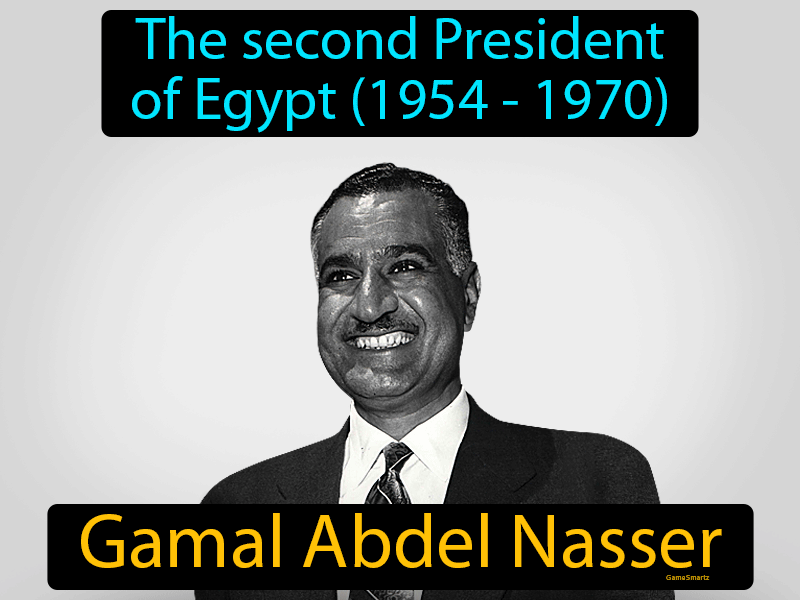 The second President
of Egypt (1954 - 1970)
Gamal Abdel Nasser
GameSmartz